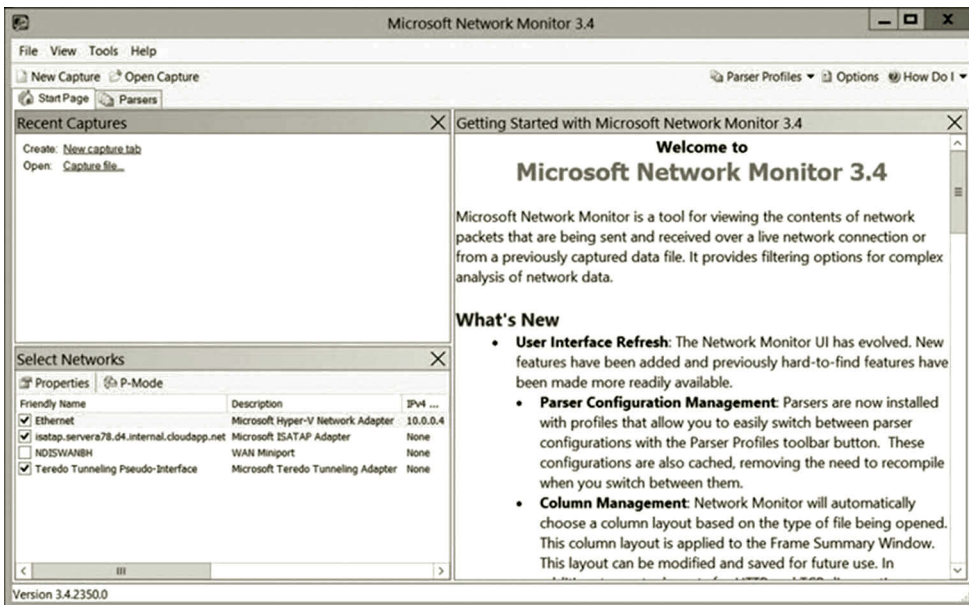 Microsoft Network Monitor 3.4
File View Tools Help
New Capture Open Capture
Parser Profiles Options How Do I
Start Page Parsers
Recent Captures
Create: New capture tab
Open: Capture file...
Select Networks
Properties P-Mode
Friendly Name Description IPv4 ...
Ethernet Microsoft Hyper-V Network Adapter 10.0.0.4
isatap.servera78.d4.internal.cloudapp.net Microsoft ISATAP Adapter None
NDISWANBH WAN Miniport None
Teredo Tunneling Pseudo-Interface Microsoft Teredo Tunneling Adapter None
Getting Started with Microsoft Network Monitor 3.4
Welcome to
Microsoft Network Monitor 3.4
Microsoft Network Monitor is a tool for viewing the contents of network
packets that are being sent and received over a live network connection or
from a previously captured data file. It provides filtering options for complex
analysis of network data.
What's New
• User Interface Refresh: The Network Monitor UI has evolved. New
features have been added and previously hard-to-find features have
been made more readily available.
• Parser Configuration Management: Parsers are now installed
with profiles that allow you to easily switch between parser
configurations with the Parser Profiles toolbar button. These
configurations are also cached, removing the need to recompile
when you switch between them.
• Column Management: Network Monitor will automatically
choose a column layout based on the type of file being opened.
This column layout is applied to the Frame Summary Window.
This layout can be modified and saved for future use. In
Version 3.4.2350.0